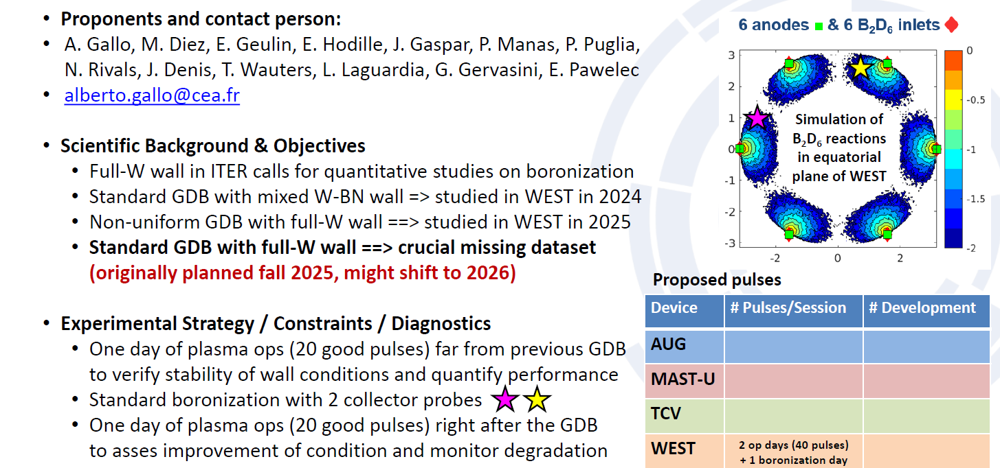 • Proponents and contact person:
• A. Gallo, M. Diez, E. Geulin, E. Hodille, J. Gaspar, P. Manas, P. Puglia,
N. Rivals, J. Denis, T. Wauters, L. Laguardia, G. Gervasini, E. Pawelec
• alberto.gallo@cea.fr
• Scientific Background & Objectives
• Full-W wall in ITER calls for quantitative studies on boronization
• Standard GDB with mixed W-BN wall => studied in WEST in 2024
• Non-uniform GDB with full-W wall ==> studied in WEST in 2025
• Standard GDB with full-W wall ==> crucial missing dataset
(originally planned fall 2025, might shift to 2026)
• Experimental Strategy / Constraints / Diagnostics
• One day of plasma ops (20 good pulses) far from previous GDB
to verify stability of wall conditions and quantify performance
• Standard boronization with 2 collector probes
• One day of plasma ops (20 good pulses) right after the GDB
to asses improvement of condition and monitor degradation
6 anodes & 6 B2D6 inlets
3
2
1
0
-1
-2
-3
-2
0
2
Simulation of
B2D6 reactions
in equatorial
plane of WEST
0
-0.5
-1
-1.5
-2
Proposed pulses
Device # Pulses/Session # Development
AUG
MAST-U
TCV
WEST 2 op days (40 pulses)
+ 1 boronization day